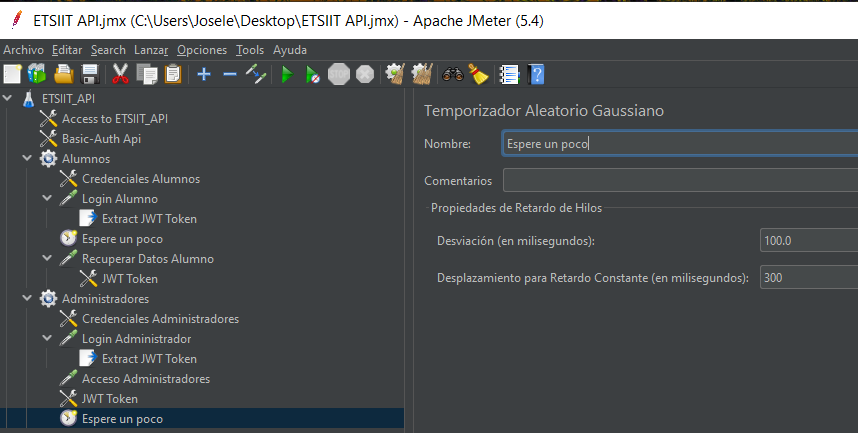 ETSIIT API.jmx (C:\Users\Josele\Desktop\ETSIIT API.jmx) - Apache JMeter (5.4)
Archivo Editar Search Lanzar Opciones Tools Ayuda
STOP
ETSIIT_API
Access to ETSIIT_API
Basic-Auth Api
Alumnos
Credenciales Alumnos
Login Alumno
Extract JWT Token
Espere un poco
Recuperar Datos Alumno
JWT Token
Administradores
Credenciales Administradores
Login Administrador
Extract JWT Token
Acceso Administradores
JWT Token
Espere un poco
Temporizador Aleatorio Gaussiano
Nombre: Espere un poco
Comentarios
Propiedades de Retardo de Hilos
Desviación (en milisegundos): 100.0
Desplazamiento para Retardo Constante (en milisegundos): 300